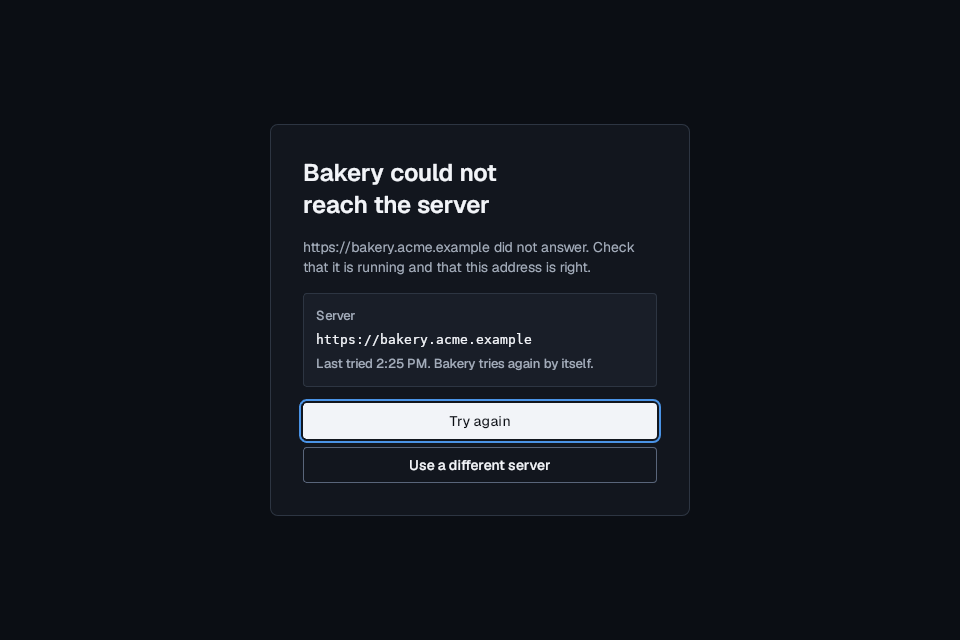 Bakery could not
reach the server
https://bakery.acme.example did not answer. Check
that it is running and that this address is right.
Server
https://bakery.acme.example
Last tried 2:25 PM. Bakery tries again by itself.
Try again
Use a different server